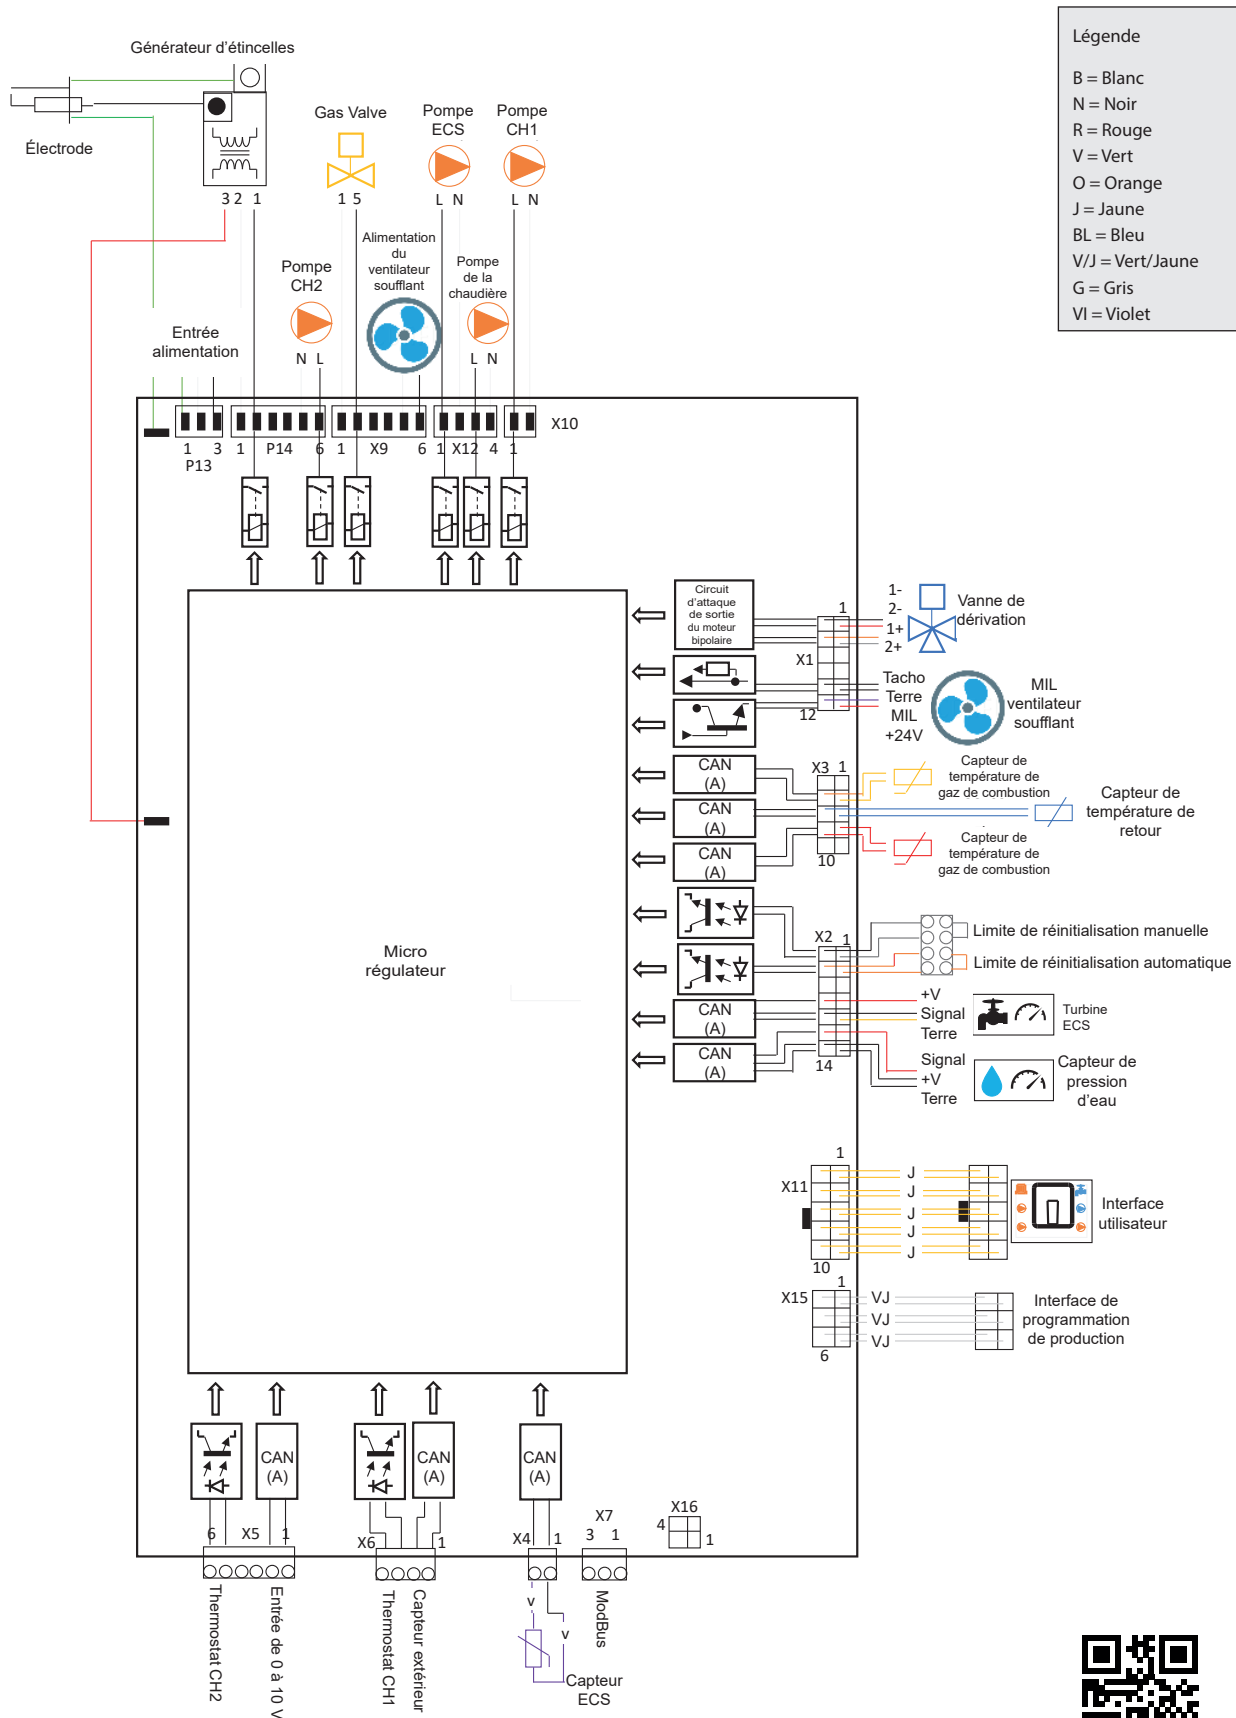 Légende
B = Blanc
N = Noir
R = Rouge
V = Vert
O = Orange
J = Jaune
BL = Bleu
V/J = Vert/Jaune
G = Gris
VI = Violet
Générateur d'étincelles
Électrode
3 2 1
Gas Valve
1 5
Pompe
ECS
L N
Pompe
CH1
L N
Pompe
CH2
N L
Alimentation
du
ventilateur
soufflant
Pompe
de la
chaudière
L N
Entrée
alimentation
X10
1 3 1 P14 6 1 X9 6 1 X12 4 1
P13
Circuit
d'attaque
de sortie
du moteur
bipolaire
1
X1
12
1-
2-
1+
2+
Vanne de
dérivation
Tacho
Terre
MIL
+24V
MIL
ventilateur
soufflant
CAN
(A)
CAN
(A)
CAN
(A)
X3 1
10
Capteur de
température de
gaz de combustion
Capteur de
température de
retour
Capteur de
température de
gaz de combustion
Micro
régulateur
X2 1
14
Limite de réinitialisation manuelle
Limite de réinitialisation automatique
CAN
(A)
CAN
(A)
+V
Signal
Terre
Turbine
ECS
Signal
+V
Terre
Capteur de
pression
d'eau
1
X11
10
J
J
J
J
J
Interface
utilisateur
1
X15
6
VJ
VJ
VJ
Interface de
programmation
de production
CAN
(A)
CAN
(A)
CAN
(A)
6 X5 1
X6 1
X4 1
X7
3 1
X16
4
1
Thermostat CH2
Entrée de 0 à 10 V
Thermostat CH1
Capteur extérieur
v
v
Capteur
ECS
ModBus